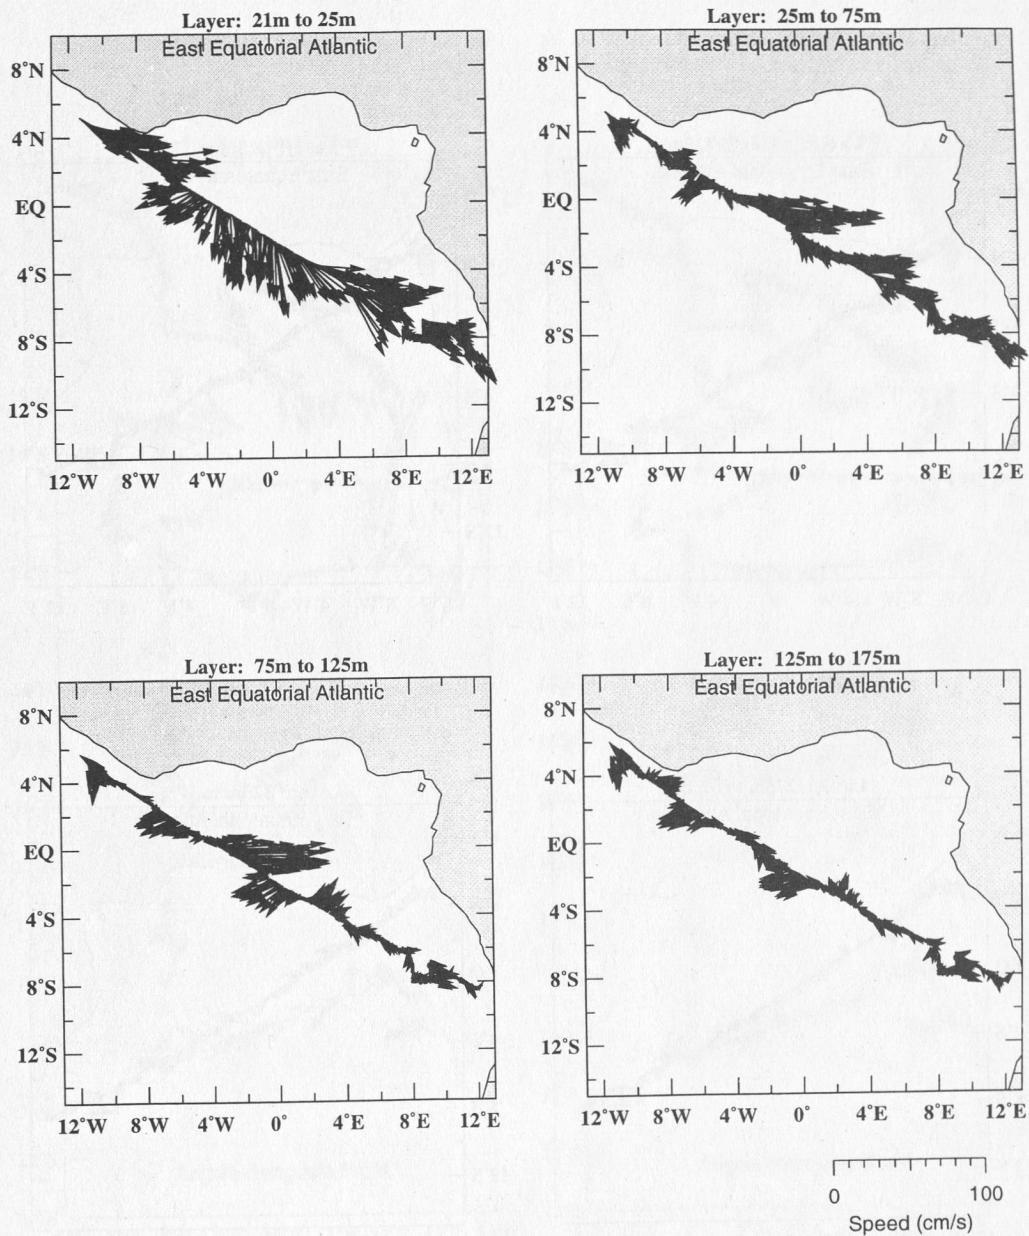 Layer: 21m to 25m
East Equatorial Atlantic
8°N
4°N
EQ
4°S
8°S
12°S
12°W 8°W 4°W 0° 4°E 8°E 12°E
Layer: 25m to 75m
East Equatorial Atlantic
8°N
4°N
EQ
4°S
8°S
12°S
12°W 8°W 4°W 0° 4°E 8°E 12°E
Layer: 75m to 125m
East Equatorial Atlantic
8°N
4°N
EQ
4°S
8°S
12°S
12°W 8°W 4°W 0° 4°E 8°E 12°E
Layer: 125m to 175m
East Equatorial Atlantic
8°N
4°N
EQ
4°S
8°S
12°S
12°W 8°W 4°W 0° 4°E 8°E 12°E
0 100
Speed (cm/s)